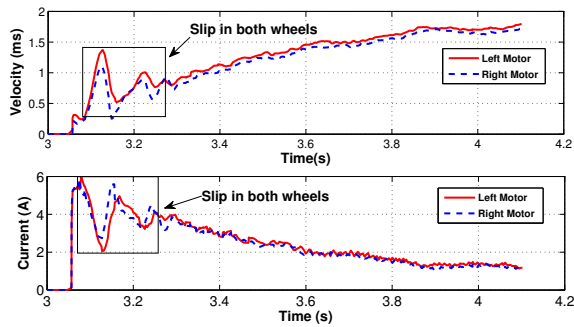 Slip in both wheels
Left Motor
Right Motor
Velocity (ms)
2
1.5
1
0.5
0
3 3.2 3.4 3.6 3.8 4 4.2
Time(s)
Slip in both wheels
Left Motor
Right Motor
Current (A)
6
4
2
0
3 3.2 3.4 3.6 3.8 4 4.2
Time (s)